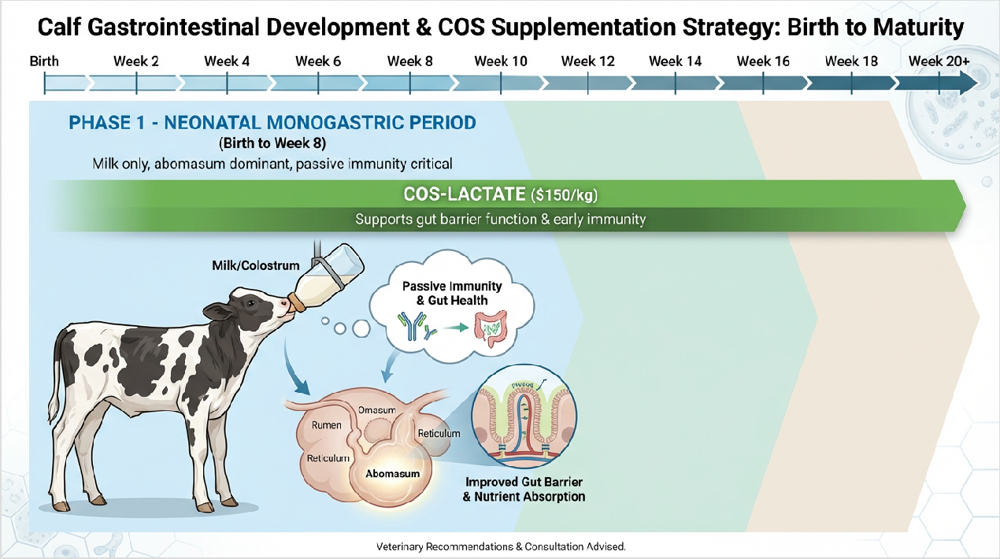 Calf Gastrointestinal Development & COS Supplementation Strategy: Birth to Maturity
Birth Week 2 Week 4 Week 6 Week 8 Week 10 Week 12 Week 14 Week 16 Week 18 Week 20+
PHASE 1 - NEONATAL MONOGASTRIC PERIOD
(Birth to Week 8)
Milk only, abomasum dominant, passive immunity critical
COS-LACTATE ($150/kg)
Supports gut barrier function & early immunity
Milk/Colostrum
Passive Immunity
& Gut Health
Omasum
Rumen
Reticulum
Reticulum
Abomasum
Improved Gut Barrier
& Nutrient Absorption
Veterinary Recommendations & Consultation Advised.